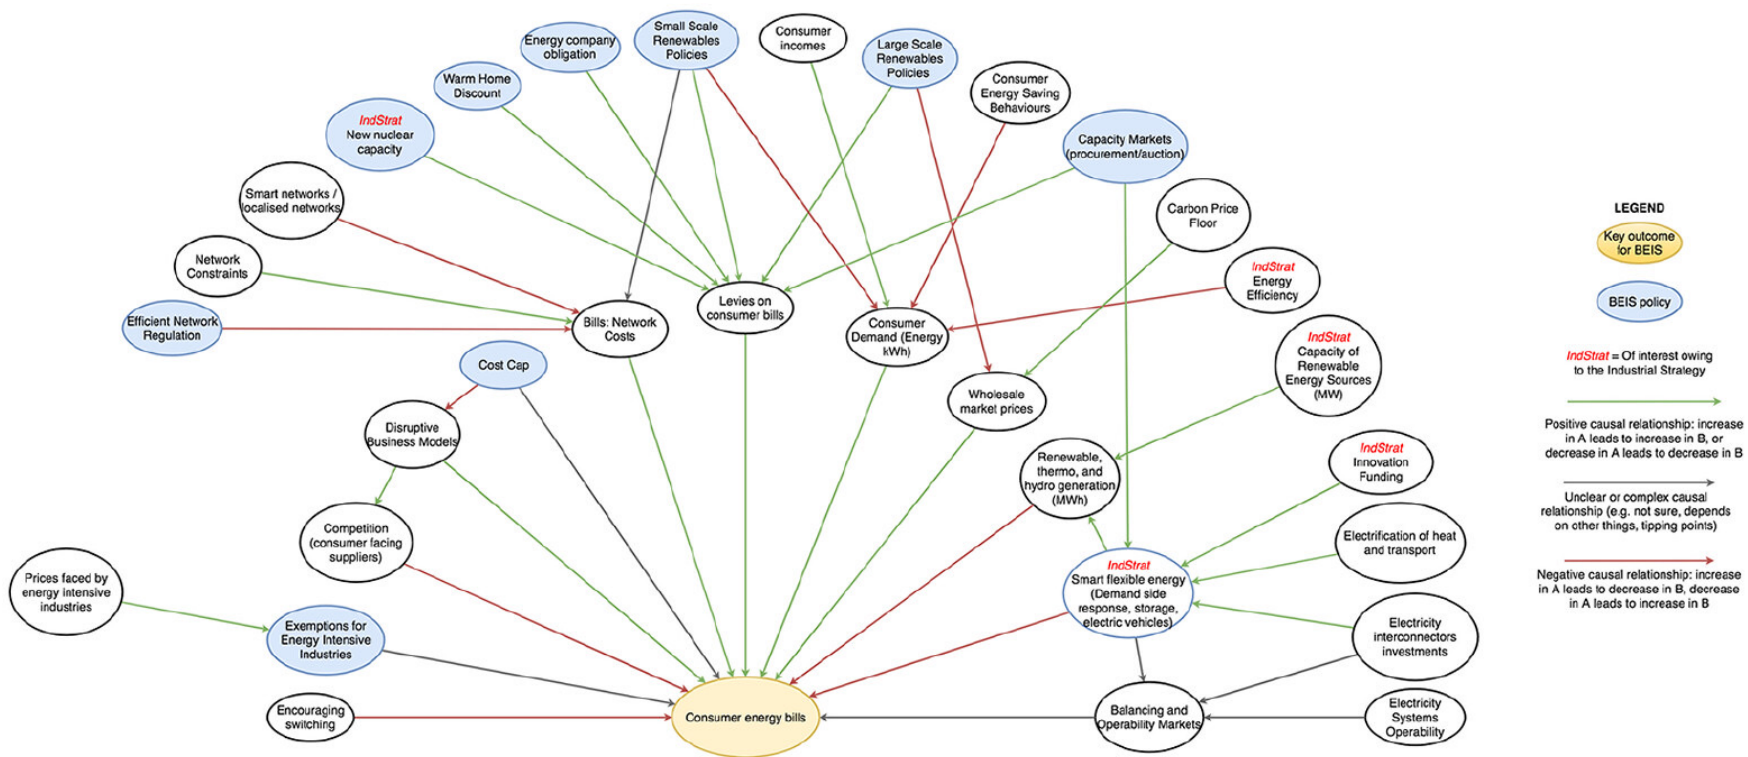 Energy company
obligation
Small Scale
Renewables
Policies
Consumer
incomes
Large Scale
Renewables
Policies
Warm Home
Discount
Consumer
Energy Saving
Behaviours
IndStrat
New nuclear
capacity
Capacity Markets
(procurement/auction)
Smart networks /
localised networks
Carbon Price
Floor
Network
Constraints
IndStrat
Energy
Efficiency
Efficient Network
Regulation
Bills: Network
Costs
Levies on
consumer bills
Consumer
Demand (Energy
kWh)
Cost Cap
IndStrat
Capacity of
Renewable
Energy Sources
(MW)
Wholesale
market prices
Disruptive
Business Models
Renewable,
thermo, and
hydro generation
(MWh)
IndStrat
Innovation
Funding
Competition
(consumer facing
suppliers)
Electrification of heat
and transport
Prices faced by
energy intensive
industries
IndStrat
Smart flexible energy
(Demand side
response, storage,
electric vehicles)
Exemptions for
Energy Intensive
Industries
Electricity
interconnectors
investments
Encouraging
switching
Consumer energy bills
Balancing and
Operability Markets
Electricity
Systems
Operability
LEGEND
Key outcome
for BEIS
BEIS policy
IndStrat = Of interest owing
to the Industrial Strategy
Positive causal relationship: increase
in A leads to increase in B, or
decrease in A leads to decrease in B
Unclear or complex causal
relationship (e.g. not sure, depends
on other things, tipping points)
Negative causal relationship: increase
in A leads to decrease in B, decrease
in A leads to increase in B